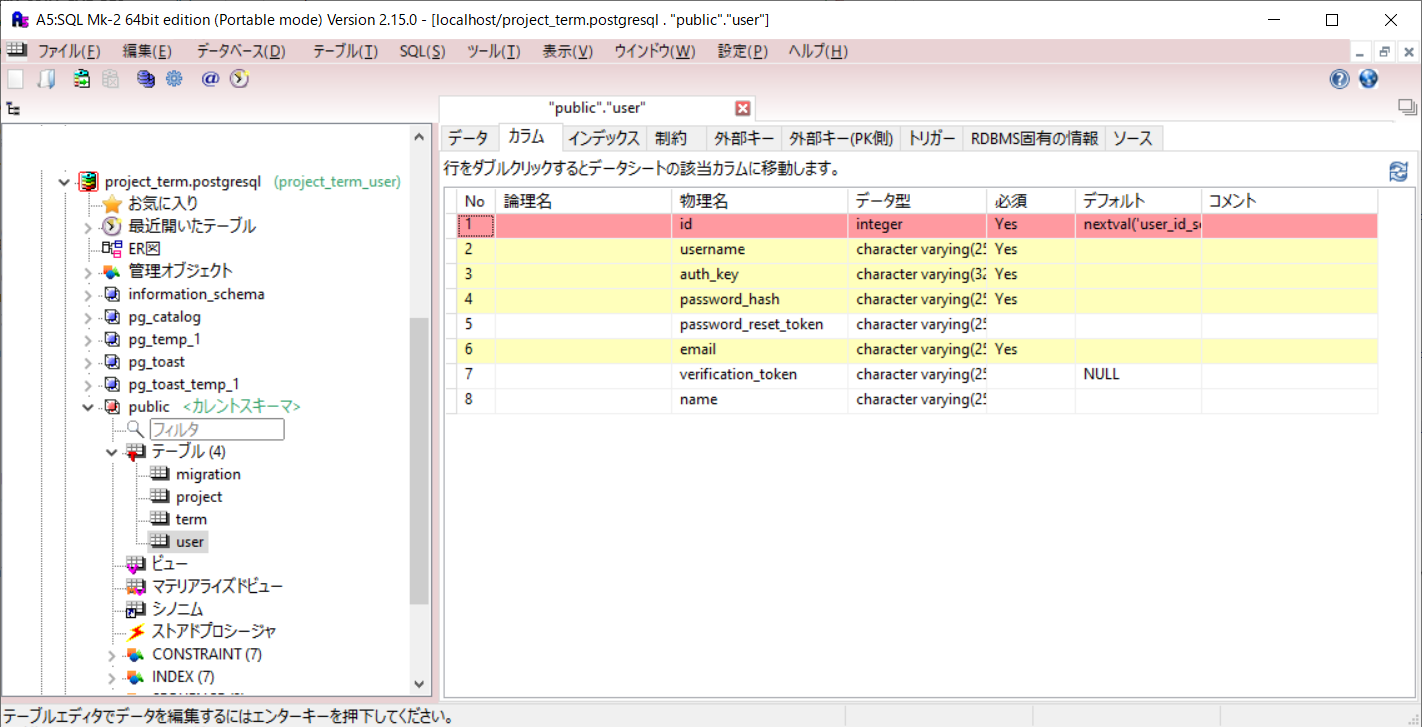 A5:SQL Mk-2 64bit edition (Portable mode) Version 2.15.0 - [localhost/project_term.postgresql . "public"."user"]
ファイル(F) 編集(E) データベース(D) テーブル(T) SQL(S) ツール(T) 表示(V) ウインドウ(W) 設定(P) ヘルプ(H)
"public"."user"
project_term.postgresql (project_term_user)
お気に入り
最近開いたテーブル
ER図
管理オブジェクト
information_schema
pg_catalog
pg_temp_1
pg_toast
pg_toast_temp_1
public <カレントスキーマ>
フィルタ
テーブル (4)
migration
project
term
user
ビュー
マテリアライズドビュー
シノニム
ストアドプロシージャ
CONSTRAINT (7)
INDEX (7)
データ カラム インデックス 制約 外部キー 外部キー(PK側) トリガー RDBMS固有の情報 ソース
行をダブルクリックするとデータシートの該当カラムに移動します。
No 論理名 物理名 データ型 必須 デフォルト コメント
1 id integer Yes nextval('user_id_s
2 username character varying(25 Yes
3 auth_key character varying(32 Yes
4 password_hash character varying(25 Yes
5 password_reset_token character varying(25
6 email character varying(25 Yes
7 verification_token character varying(25 NULL
8 name character varying(25
テーブルエディタでデータを編集するにはエンターキーを押下してください。